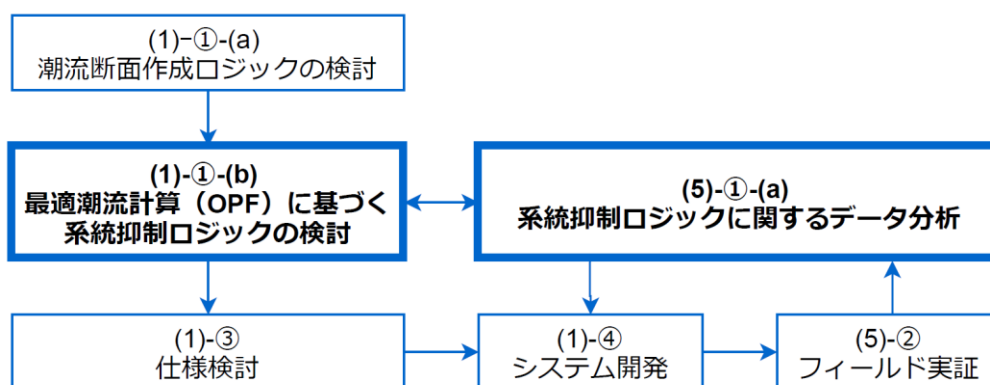 (1)-①-(a)
潮流断面作成ロジックの検討
(1)-①-(b)
最適潮流計算（OPF）に基づく
系統抑制ロジックの検討
(5)-①-(a)
系統抑制ロジックに関するデータ分析
(1)-③
仕様検討
(1)-④
システム開発
(5)-②
フィールド実証